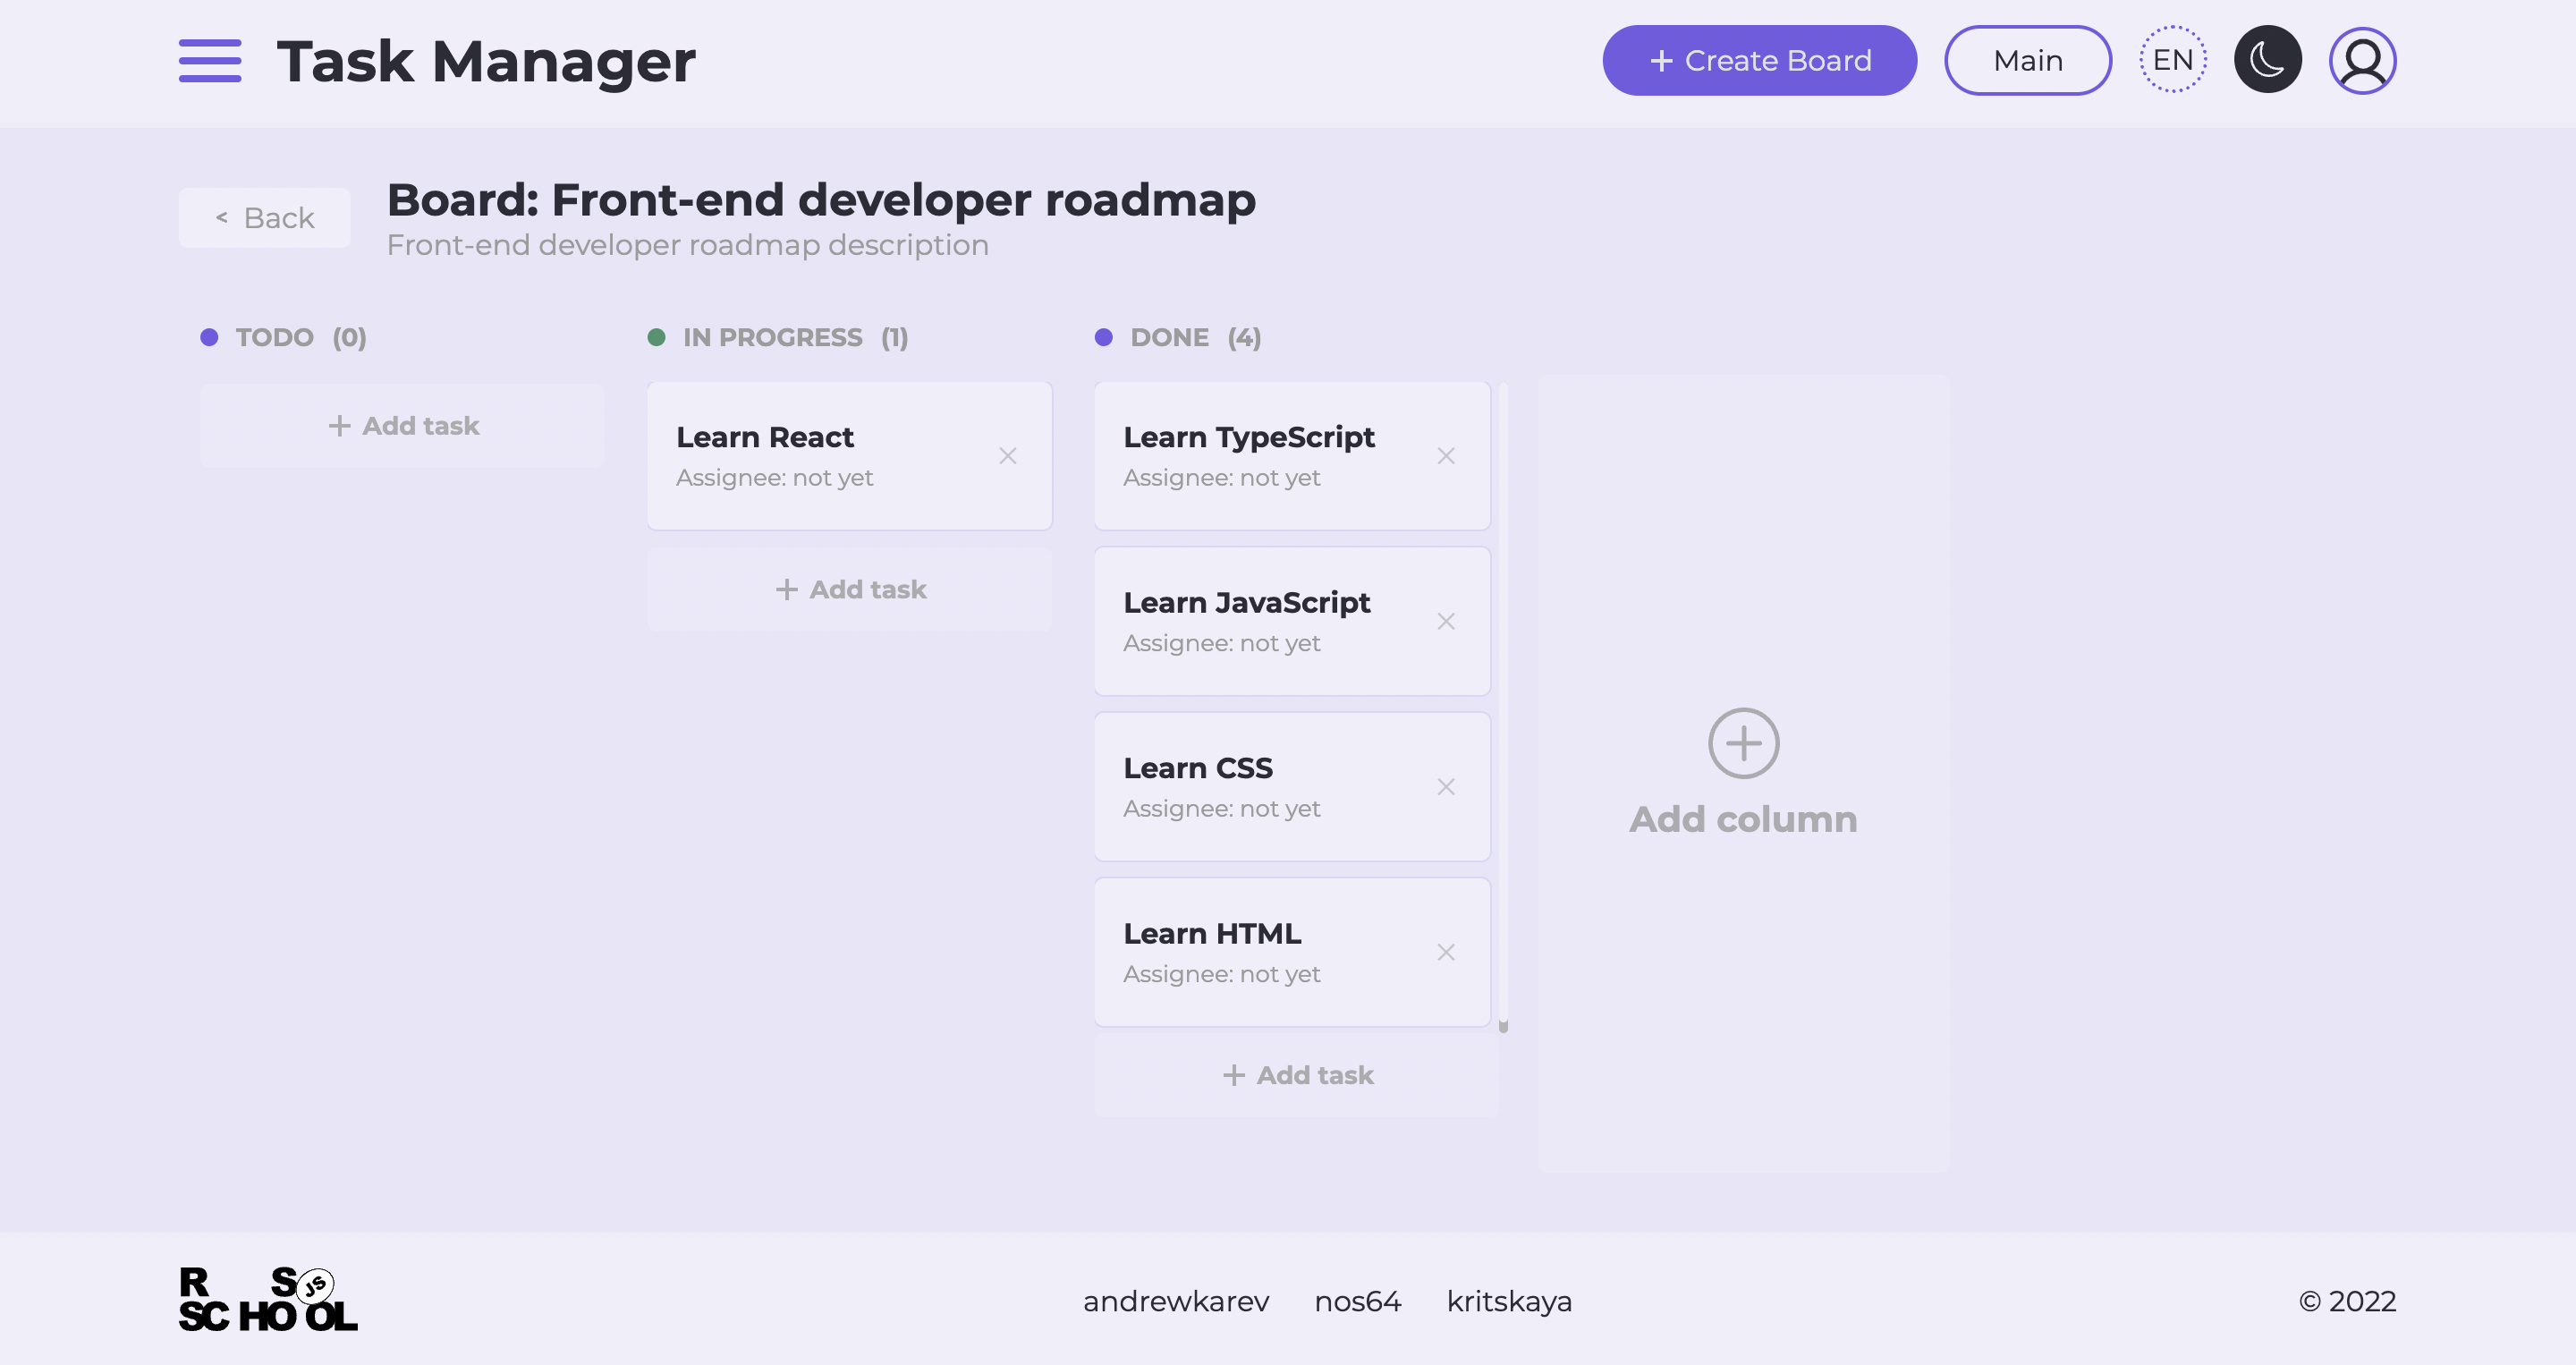 Task Manager
+ Create Board
Main
EN
< Back
Board: Front-end developer roadmap
Front-end developer roadmap description
TODO (0)
+ Add task
IN PROGRESS (1)
Learn React
Assignee: not yet
+ Add task
DONE (4)
Learn TypeScript
Assignee: not yet
Learn JavaScript
Assignee: not yet
Learn CSS
Assignee: not yet
Learn HTML
Assignee: not yet
+ Add task
Add column
RS JS
SCHOOL
andrewkarev nos64 kritskaya
© 2022